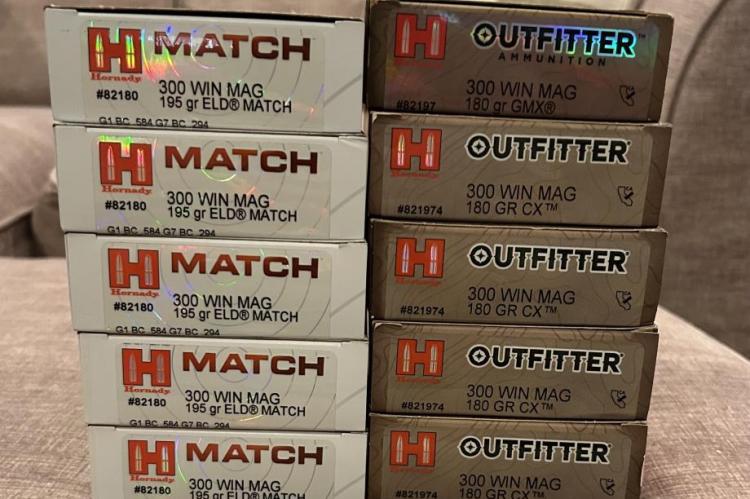 MATCH
Hornady
300 WIN MAG
#82180
195 gr ELD® MATCH
G1 BC .584 G7 BC .294
MATCH
Hornady
300 WIN MAG
#82180
195 gr ELD® MATCH
G1 BC .584 G7 BC .294
MATCH
Hornady
300 WIN MAG
#82180
195 gr ELD® MATCH
G1 BC .584 G7 BC .294
MATCH
Hornady
300 WIN MAG
#82180
195 gr ELD® MATCH
G1 BC .584 G7 BC .294
MATCH
Hornady
300 WIN MAG
#82180
195 gr ELD® MATCH
OUTFITTER
AMMUNITION
300 WIN MAG
#82197
180 gr GMX®
OUTFITTER
Hornady
300 WIN MAG
#821974
180 GR CX™
OUTFITTER
Hornady
300 WIN MAG
#821974
180 GR CX™
OUTFITTER
Hornady
300 WIN MAG
#821974
180 GR CX™
OUTFITTER
300 WIN MAG
#821974
180 GR CX™